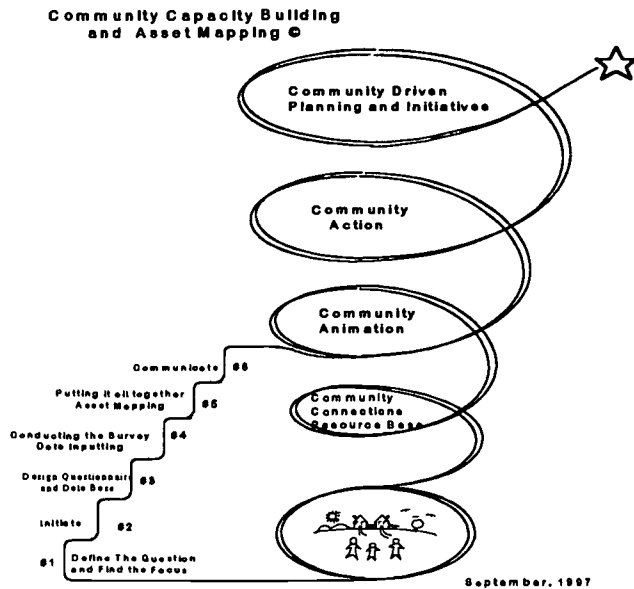 Community Capacity Building
and Asset Mapping ©
Community Driven
Planning and Initiatives
Community
Action
Community
Animation
Communicate #6
Putting it all together
Asset Mapping #5
Community
Connections
Resource Base
Conducting the Survey
Data Inputting #4
Design Questionnaire
and Data Base #3
Initiate #2
#1 Define The Question
and Find the Focus
September, 1997